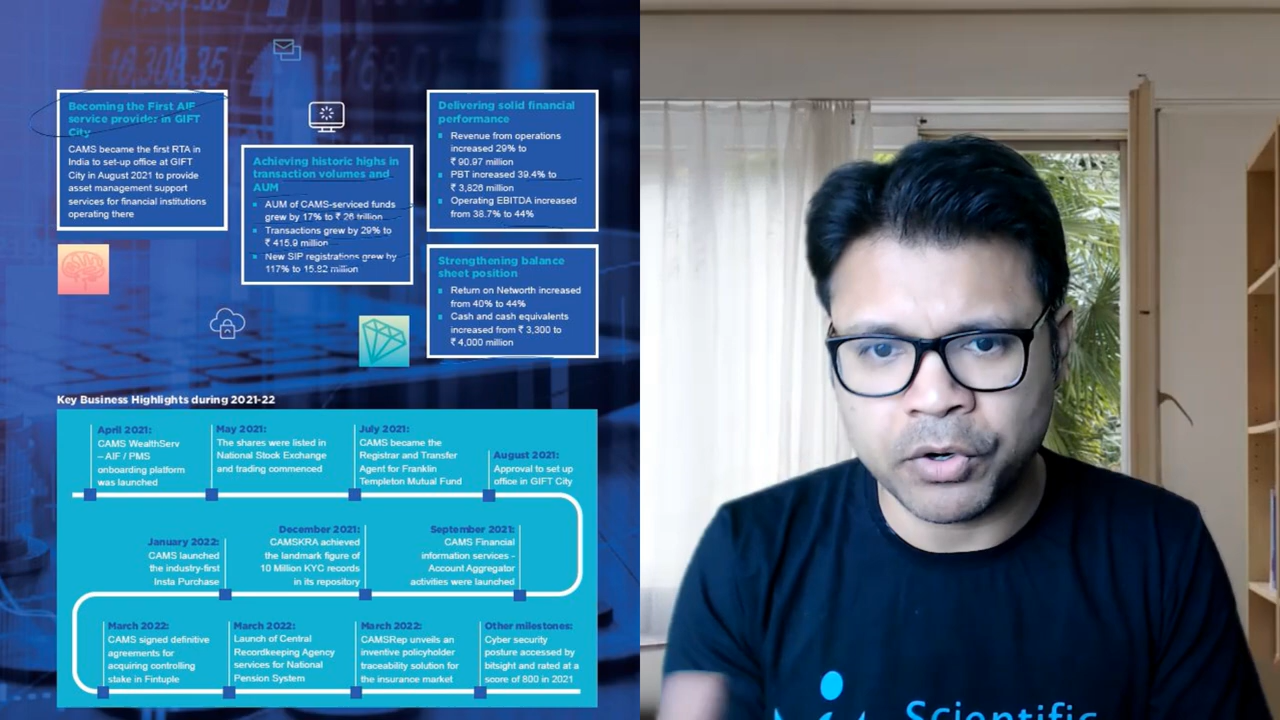 16,308.35
+168.01
Becoming the First AIF
service provider in GIFT
City
CAMS became the first RTA in
India to set-up office at GIFT
City in August 2021 to provide
asset management support
services for financial institutions
operating there
Achieving historic highs in
transaction volumes and
AUM
AUM of CAMS-serviced funds
grew by 17% to ₹ 26 trillion
Transactions grew by 29% to
₹ 415.9 million
New SIP registrations grew by
117% to 15.82 million
Delivering solid financial
performance
Revenue from operations
increased 29% to
₹ 90.97 million
PBT increased 39.4% to
₹ 3,826 million
Operating EBITDA increased
from 38.7% to 44%
Strengthening balance
sheet position
Return on Networth increased
from 40% to 44%
Cash and cash equivalents
increased from ₹ 3,300 to
₹ 4,000 million
Key Business Highlights during 2021-22
April 2021:
CAMS WealthServ
– AIF / PMS
onboarding platform
was launched
May 2021:
The shares were listed in
National Stock Exchange
and trading commenced
July 2021:
CAMS became the
Registrar and Transfer
Agent for Franklin
Templeton Mutual Fund
August 2021:
Approval to set up
office in GIFT City
January 2022:
CAMS launched
the industry-first
Insta Purchase
December 2021:
CAMSKRA achieved
the landmark figure of
10 Million KYC records
in its repository
September 2021:
CAMS Financial
information services -
Account Aggregator
activities were launched
March 2022:
CAMS signed definitive
agreements for
acquiring controlling
stake in Fintuple
March 2022:
Launch of Central
Recordkeeping Agency
services for National
Pension System
March 2022:
CAMSRep unveils an
inventive policyholder
traceability solution for
the insurance market
Other milestones:
Cyber security
posture accessed by
bitsight and rated at a
score of 800 in 2021
Scientific